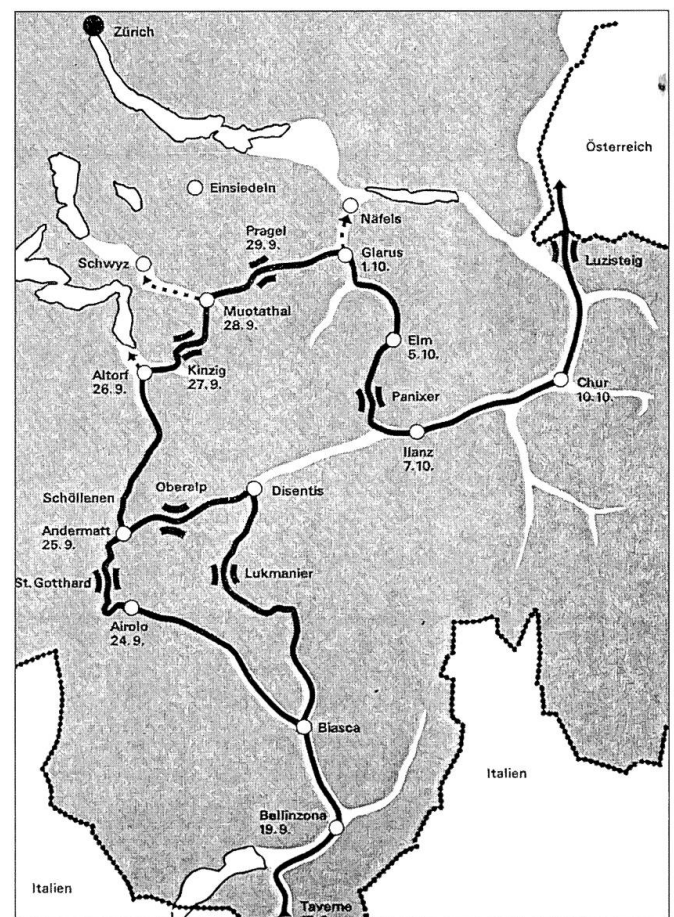 Zürich
Österreich
Einsiedeln
Näfels
Pragel
29.9.
Glarus
1.10.
Luzisteig
Schwyz
Muotathal
28.9.
Elm
5.10.
Kinzig
27.9.
Altorf
26.9.
Panixer
Chur
10.10.
Ilanz
7.10.
Oberalp
Disentis
Schöllenen
Andermatt
25.9.
St. Gotthard
Lukmanier
Airolo
24.9.
Biasca
Italien
Bellinzona
19.9.
Italien
Taverne